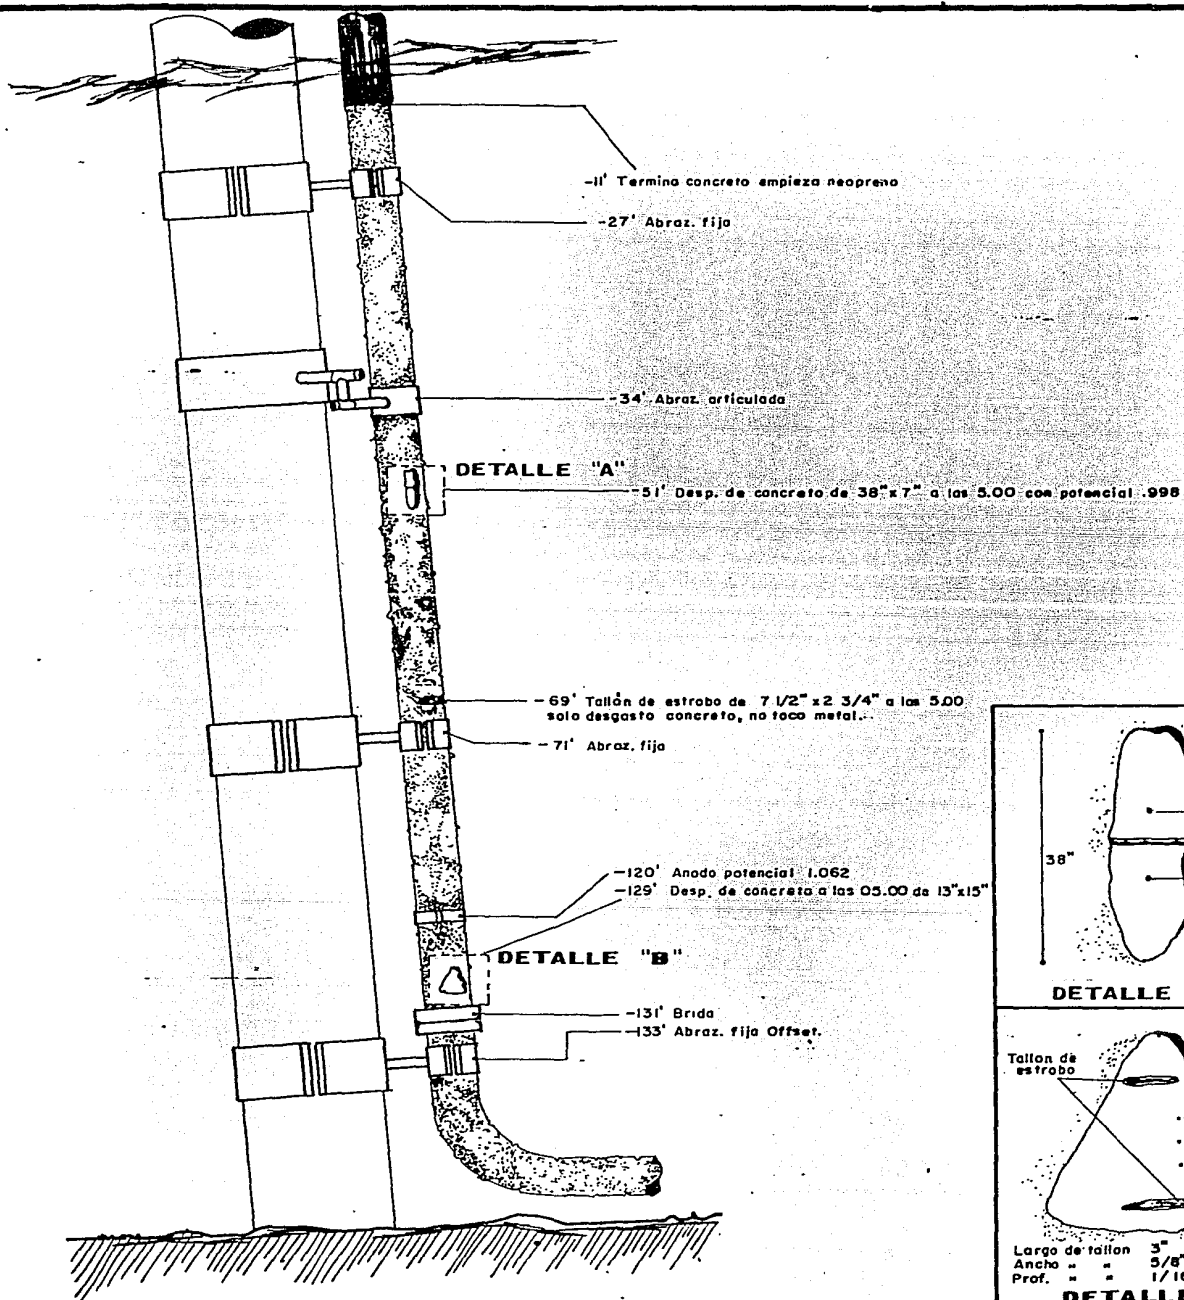 -11' Termina concreto empieza neopreno
-27' Abraz. fija
-34' Abraz. articulada
DETALLE "A"
-51' Desp. de concreto de 38"x 7" a las 5.00 con potencial .998
-69' Tallón de estrobo de 7 1/2" x2 3/4" a las 5.00
solo desgasto concreto, no toco metal.
-71' Abraz. fija
-120' Anodo potencial 1.062
-129' Desp. de concreto a las 05.00 de 13"x15"
DETALLE "B"
-131' Brida
-133' Abraz. fija Offset.
38"
DETALLE
Tallon de
estrobo
Largo de tallon 3"
Ancho " " 5/8"
Prof. " " 1/16
DETALLE